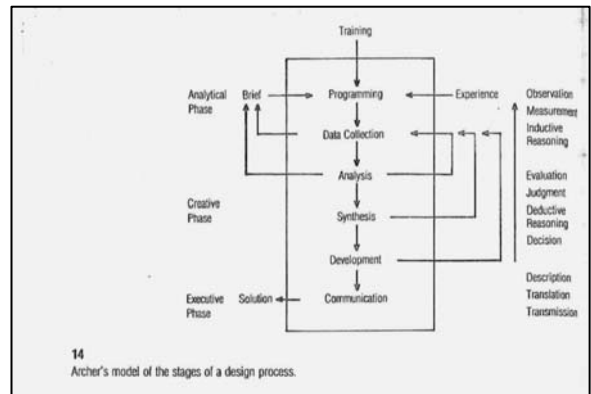 Training
Analytical Phase
Brief
Programming
Experience
Observation
Measurement
Inductive
Reasoning
Data Collection
Analysis
Evaluation
Judgment
Deductive
Reasoning
Decision
Creative
Phase
Synthesis
Development
Description
Translation
Transmission
Executive
Phase
Solution
Communication
14
Archer's model of the stages of a design process.